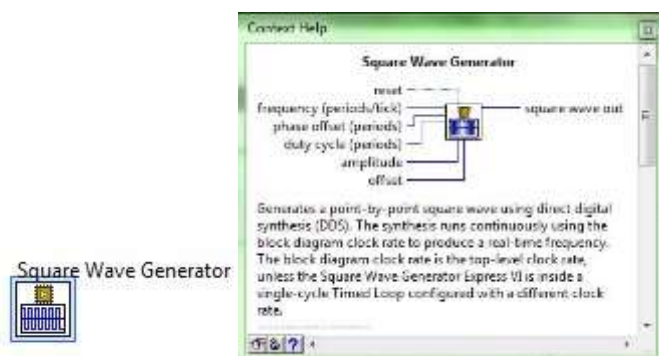 Square Wave Generator
Context Help
Square Wave Generator
reset
frequency (periods/tick)
square wave out
phase offset (periods)
duty cycle (periods)
amplitude
offset
Generates a point-by-point square wave using direct digital
synthesis (DDS). The synthesis runs continuously using the
block diagram clock rate to produce a real-time frequency.
The block diagram clock rate is the top-level clock rate,
unless the Square Wave Generator Express VI is inside a
single-cycle Timed Loop configured with a different clock
rate.